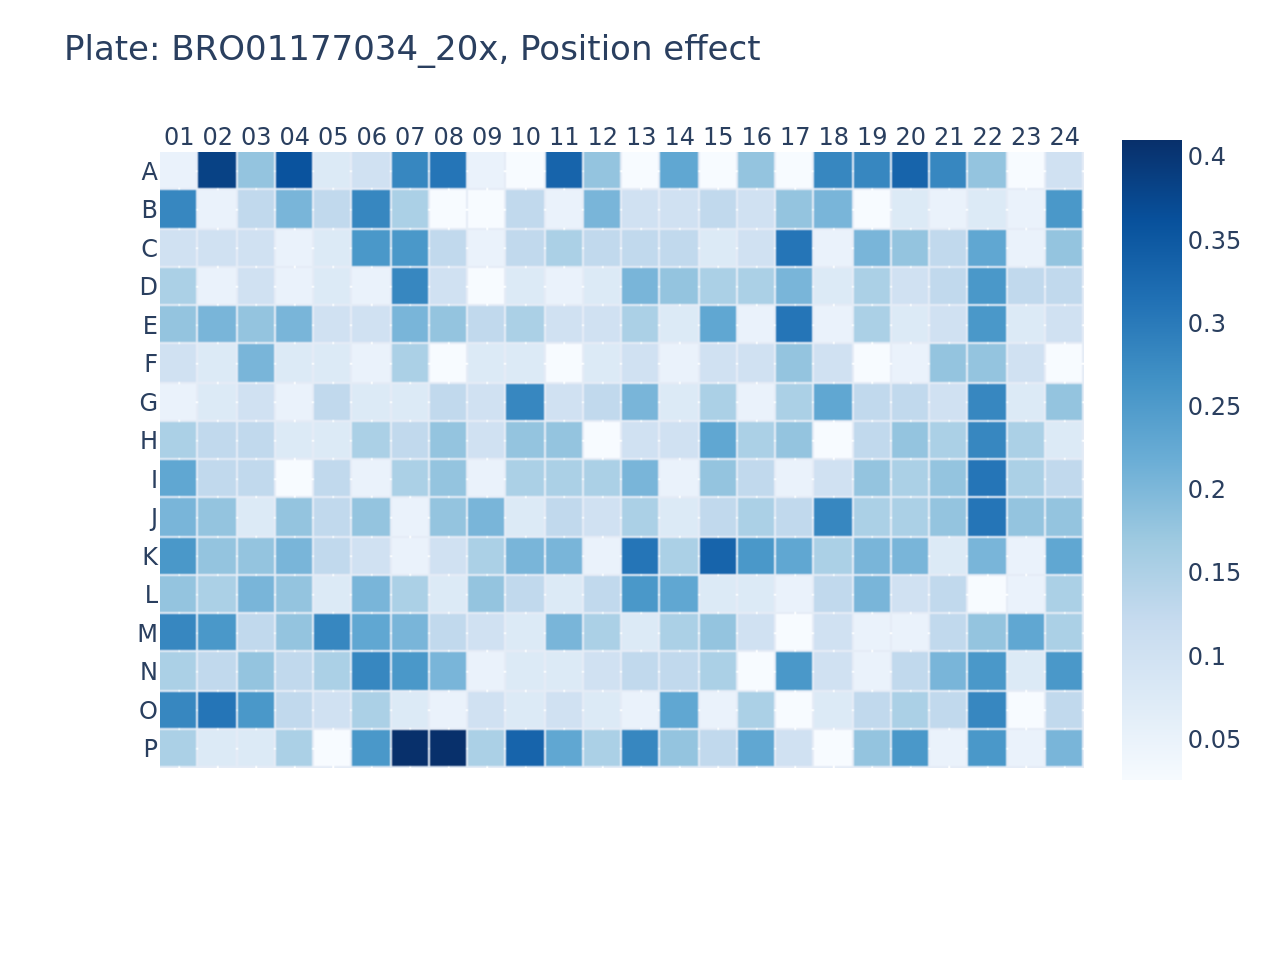 Plate: BRO01177034_20x, Position effect
01 02 03 04 05 06 07 08 09 10 11 12 13 14 15 16 17 18 19 20 21 22 23 24
A
B
C
D
E
F
G
H
I
J
K
L
M
N
O
P
0.4
0.35
0.3
0.25
0.2
0.15
0.1
0.05